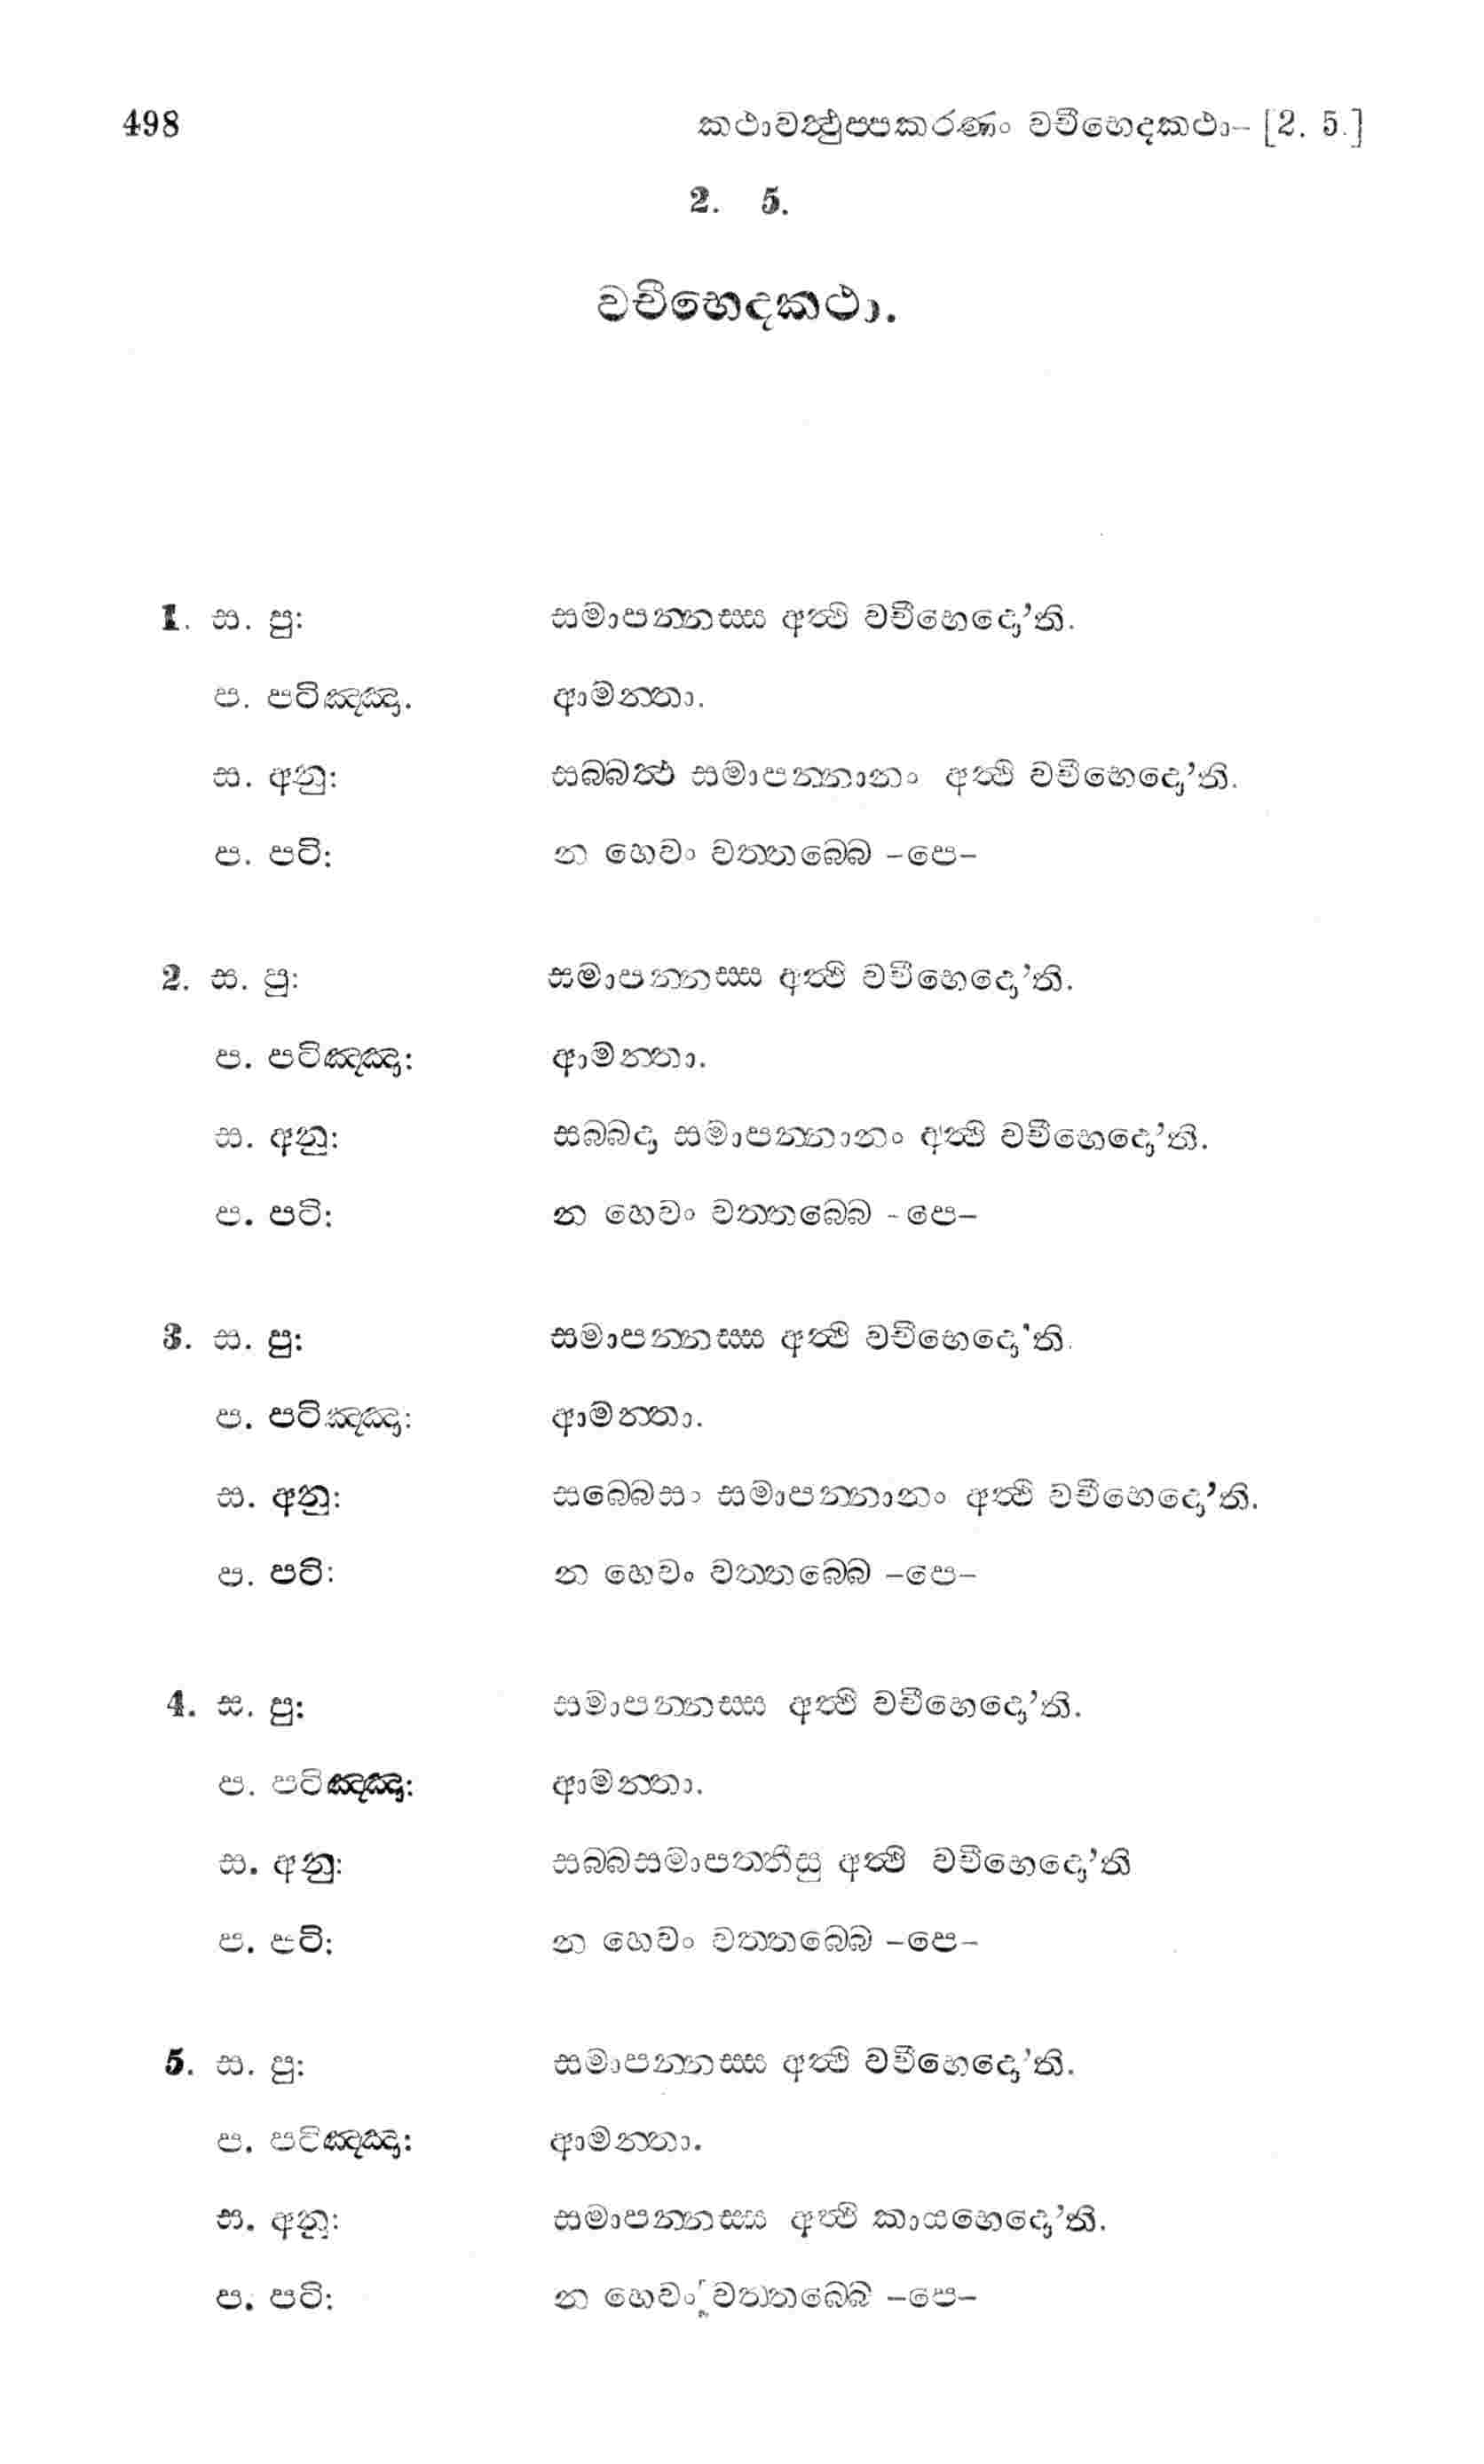 498 කථාවත්‍ථුප්පකරණං වචීභෙදකථා– [2. 5.]
2. 5.
වචීභෙදකථා.
1. ස. පු: සමාපන්නස්ස අත්‍ථි වචීභෙදො’ති.
ප. පටිඤ්ඤා. ආමන්තා.
ස. අනු: සබ්බත්‍ථ සමාපන්නානං අත්‍ථි වචීභෙදො’ති.
ප. පටි: න හෙවං වත්තබ්බෙ –පෙ–
2. ස. පු: සමාපන්නස්ස අත්‍ථි වචීභෙදො’ති.
ප. පටිඤ්ඤා: ආමන්තා.
ස. අනු: සබ්බදා සමාපන්නානං අත්‍ථි වචීභෙදො’ති.
ප. පටි: න හෙවං වත්තබ්බෙ -පෙ–
3. ස. පු: සමාපන්නස්ස අත්‍ථි වචීභෙදො'ති.
ප. පටිඤ්ඤා: ආමන්තා.
ස. අනු: සබ්බෙසං සමාපන්නානං අත්‍ථි වචීභෙදො’ති.
ප. පටි: න හෙවං වත්තබ්බෙ –පෙ–
4. ස. පු: සමාපන්නස්ස අත්‍ථි වචීභෙදො’ති.
ප. පටිඤ්ඤා: ආමන්තා.
ස. අනු: සබ්බසමාපත්තීසු අත්‍ථි වචීභෙදො’ති
ප. පටි: න හෙවං වත්තබ්බෙ –පෙ–
5. ස. පු: සමාපන්නස්ස අත්‍ථි වචීභෙදො’ති.
ප. පටිඤ්ඤා: ආමන්තා.
ස. අනු: සමාපන්නස්ස අත්‍ථි කායභෙදො’ති.
ප. පටි: න හෙවං වත්තබ්බෙ –පෙ–